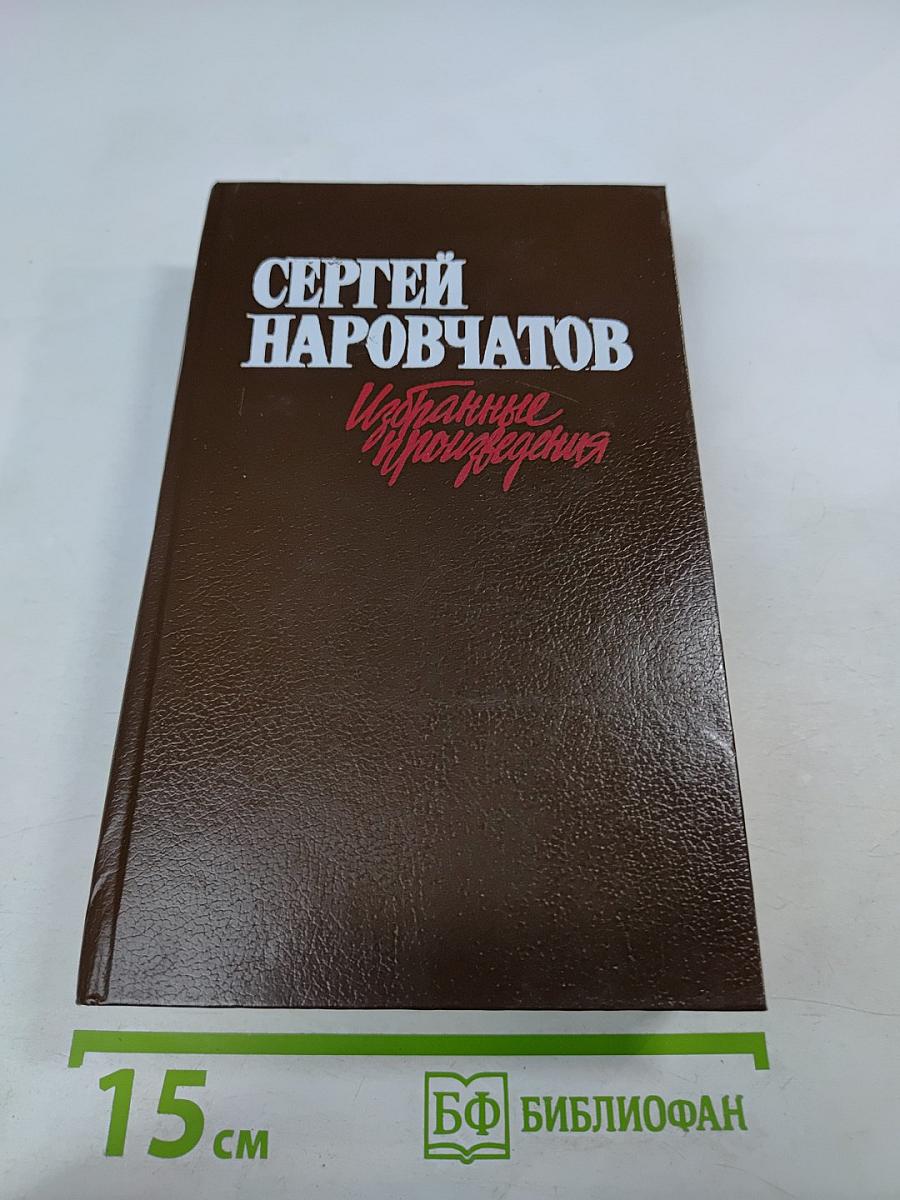 СЕРГЕЙ
НАРОВЧАТОВ
Избранные
произведения
15 см
БФ БИБЛИОФАН